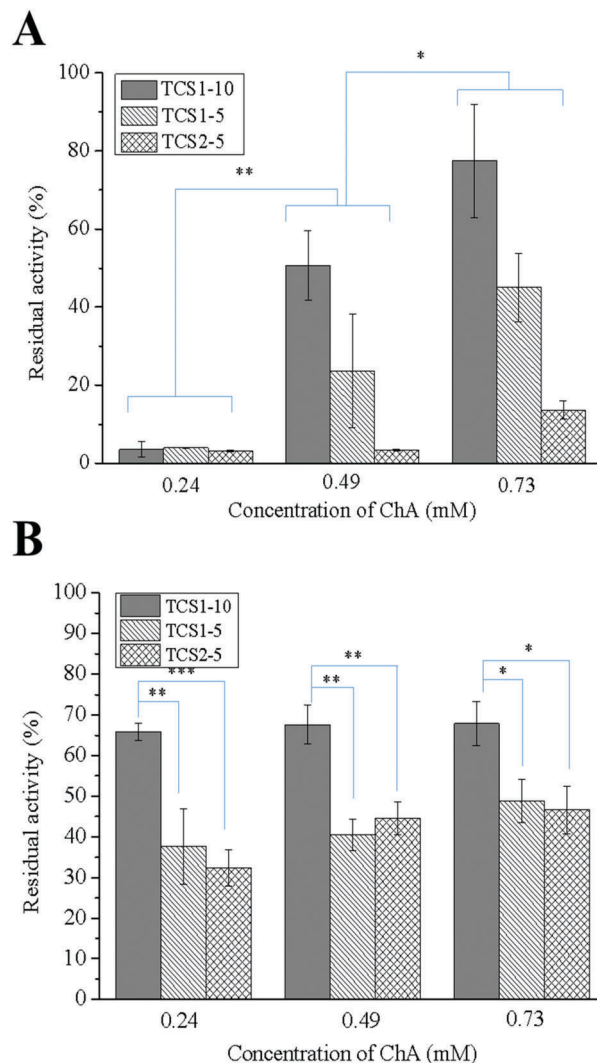 A
100
80
60
40
20
0
Residual activity (%)
TCS1-10
TCS1-5
TCS2-5
**
*
0.24 0.49 0.73
Concentration of ChA (mM)
B
100
90
80
70
60
50
40
30
20
10
0
Residual activity (%)
TCS1-10
TCS1-5
TCS2-5
***
**
**
**
*
*
0.24 0.49 0.73
Concentration of ChA (mM)